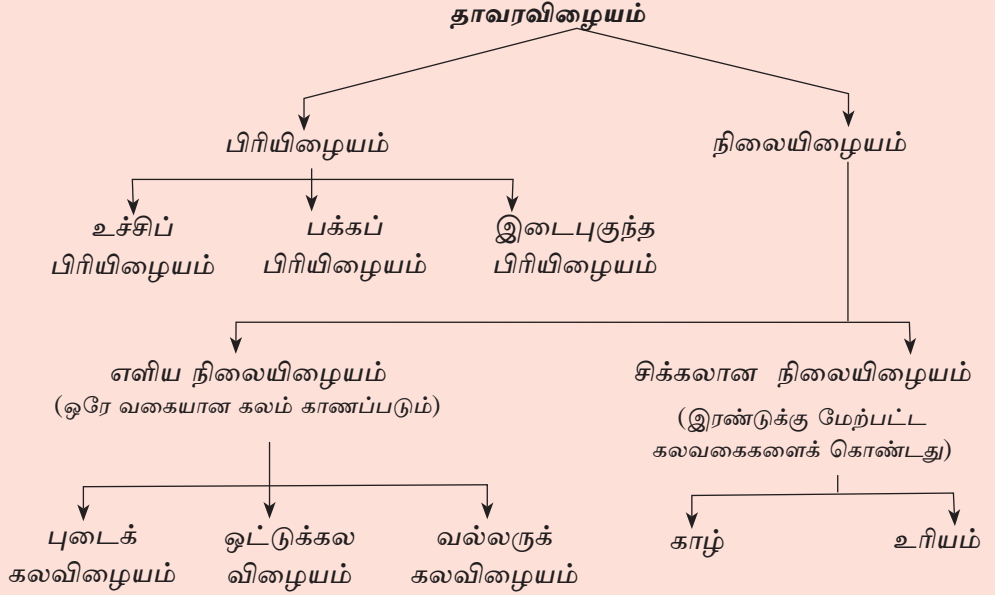 தாவரவிழையம்
பிரியிழையம்
நிலையிழையம்
உச்சிப்
பிரியிழையம்
பக்கப்
பிரியிழையம்
இடைபுகுந்த
பிரியிழையம்
எளிய நிலையிழையம்
(ஒரே வகையான கலம் காணப்படும்)
சிக்கலான நிலையிழையம்
(இரண்டுக்கு மேற்பட்ட
கலவகைகளைக் கொண்டது)
புடைக்
கலவிழையம்
ஒட்டுக்கல
விழையம்
வல்லருக்
கலவிழையம்
காழ்
உரியம்